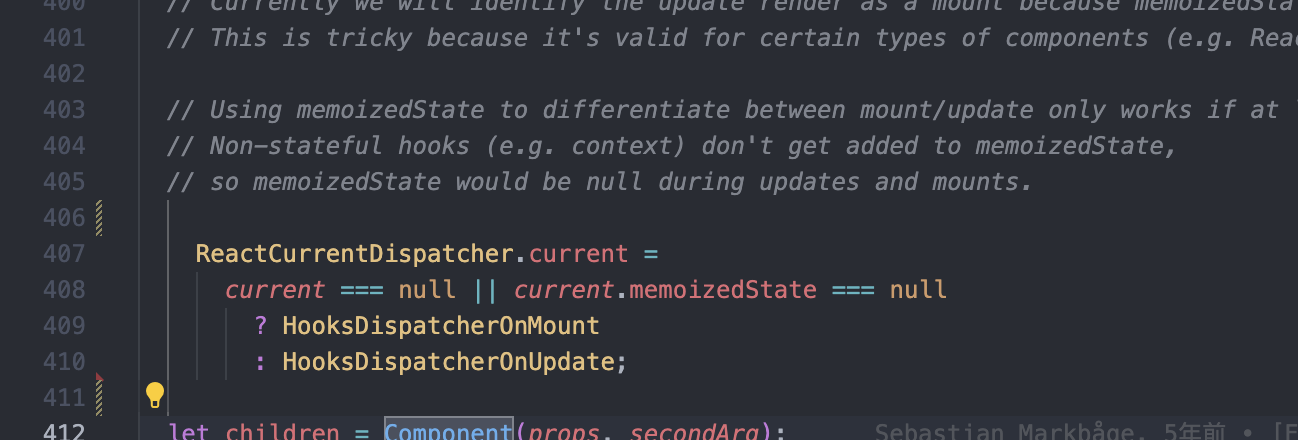 400 // Currently we will identify the update render as a mount because memoizedSta
401 // This is tricky because it's valid for certain types of components (e.g. Reac
402
403 // Using memoizedState to differentiate between mount/update only works if at
404 // Non-stateful hooks (e.g. context) don't get added to memoizedState,
405 // so memoizedState would be null during updates and mounts.
406
407 ReactCurrentDispatcher.current =
408 current === null || current.memoizedState === null
409 ? HooksDispatcherOnMount
410 : HooksDispatcherOnUpdate;
411
412 let children = Component(props, secondArg); Sebastian Markbåge, 5年前 • [F